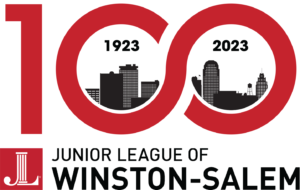 100
1923 2023
JL
JUNIOR LEAGUE OF
WINSTON-SALEM